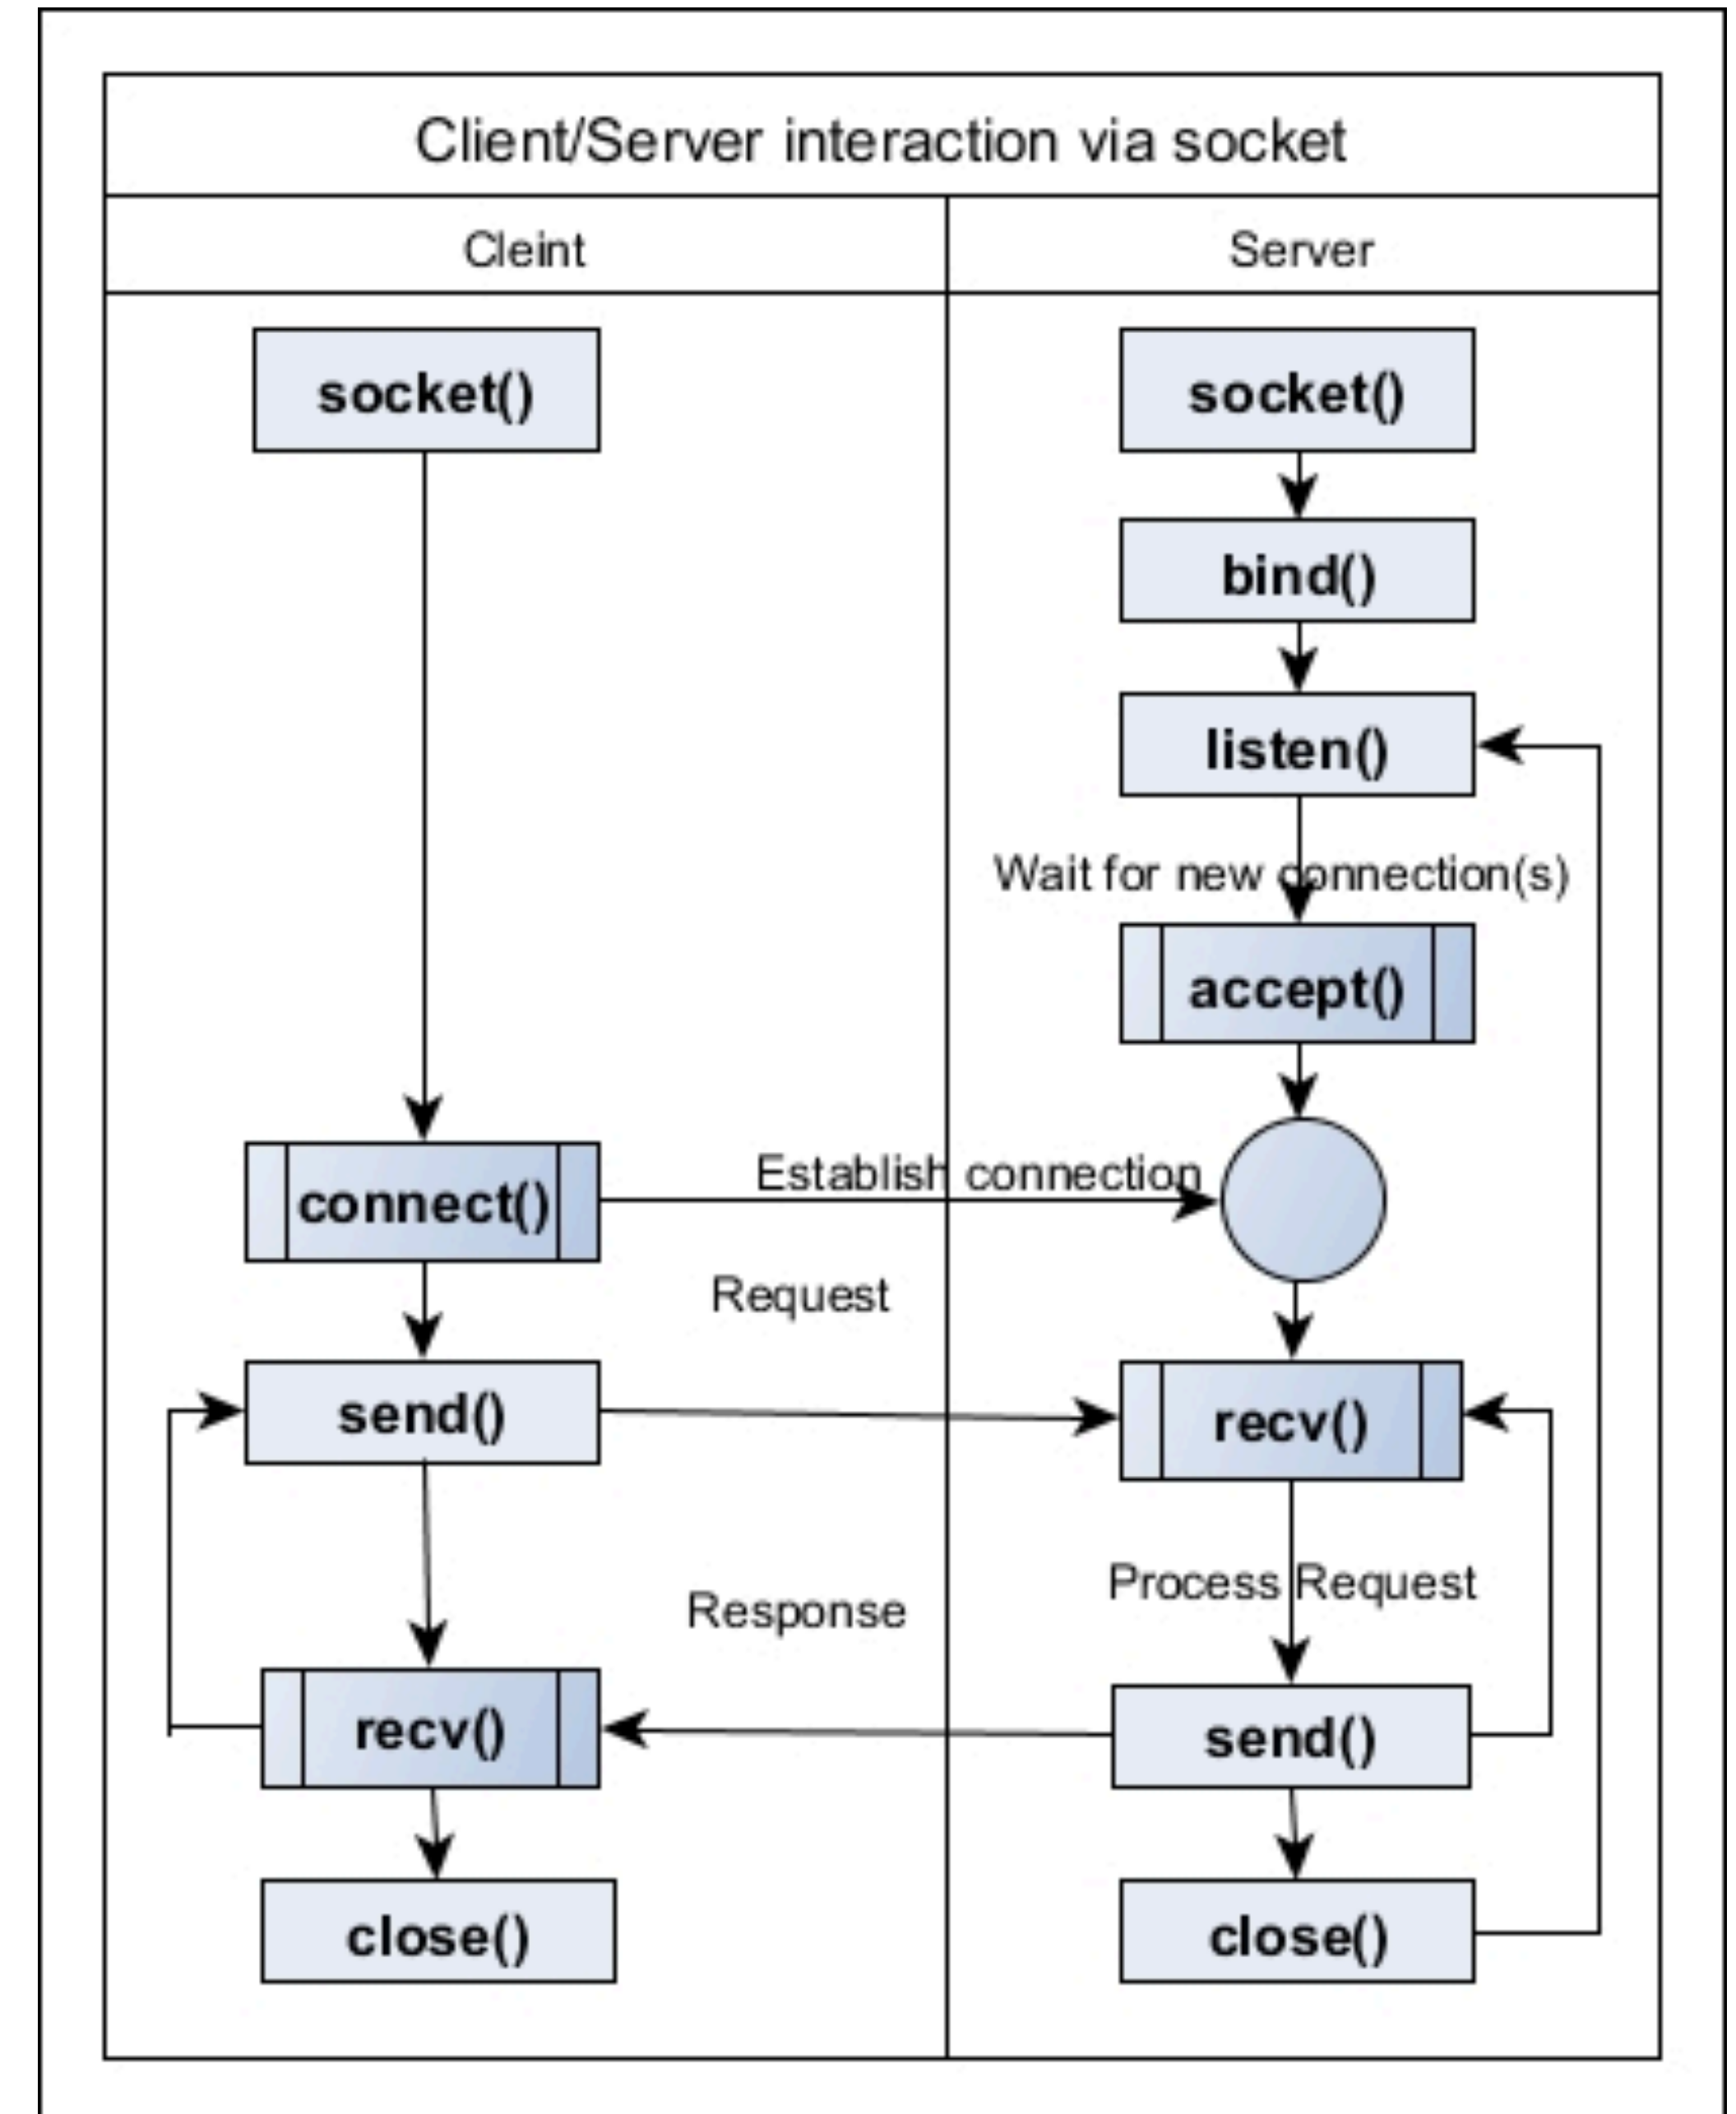 Client/Server interaction via socket
Cleint
Server
socket()
socket()
bind()
listen()
Wait for new connection(s)
accept()
Establish connection
connect()
Request
send()
recv()
Process Request
Response
recv()
send()
close()
close()